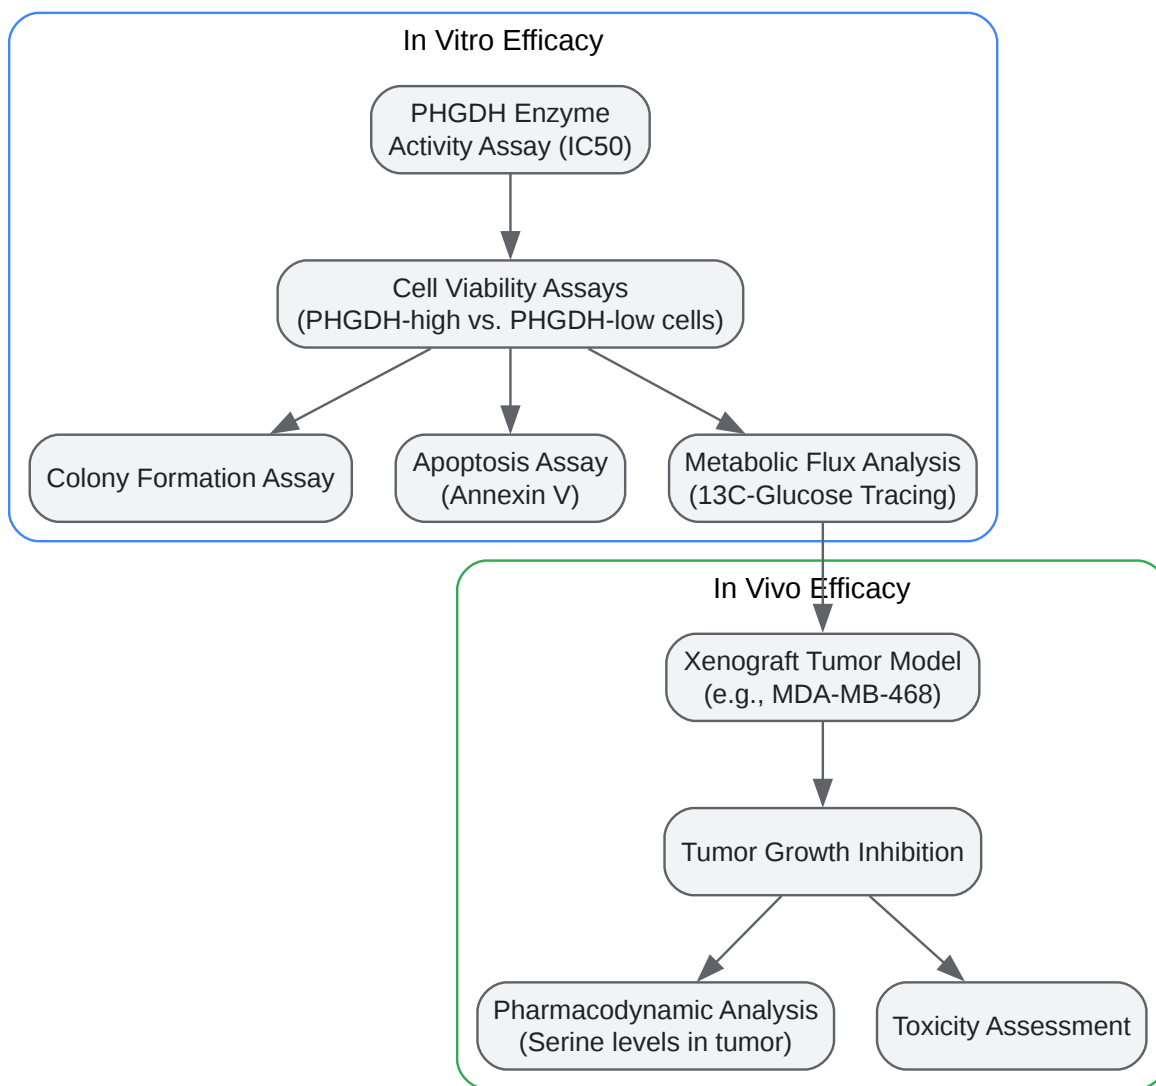 In Vitro Efficacy
PHGDH Enzyme
Activity Assay (IC50)
Cell Viability Assays
(PHGDH-high vs. PHGDH-low cells)
Colony Formation Assay
Apoptosis Assay
(Annexin V)
Metabolic Flux Analysis
(13C-Glucose Tracing)
In Vivo Efficacy
Xenograft Tumor Model
(e.g., MDA-MB-468)
Tumor Growth Inhibition
Pharmacodynamic Analysis
(Serine levels in tumor)
Toxicity Assessment